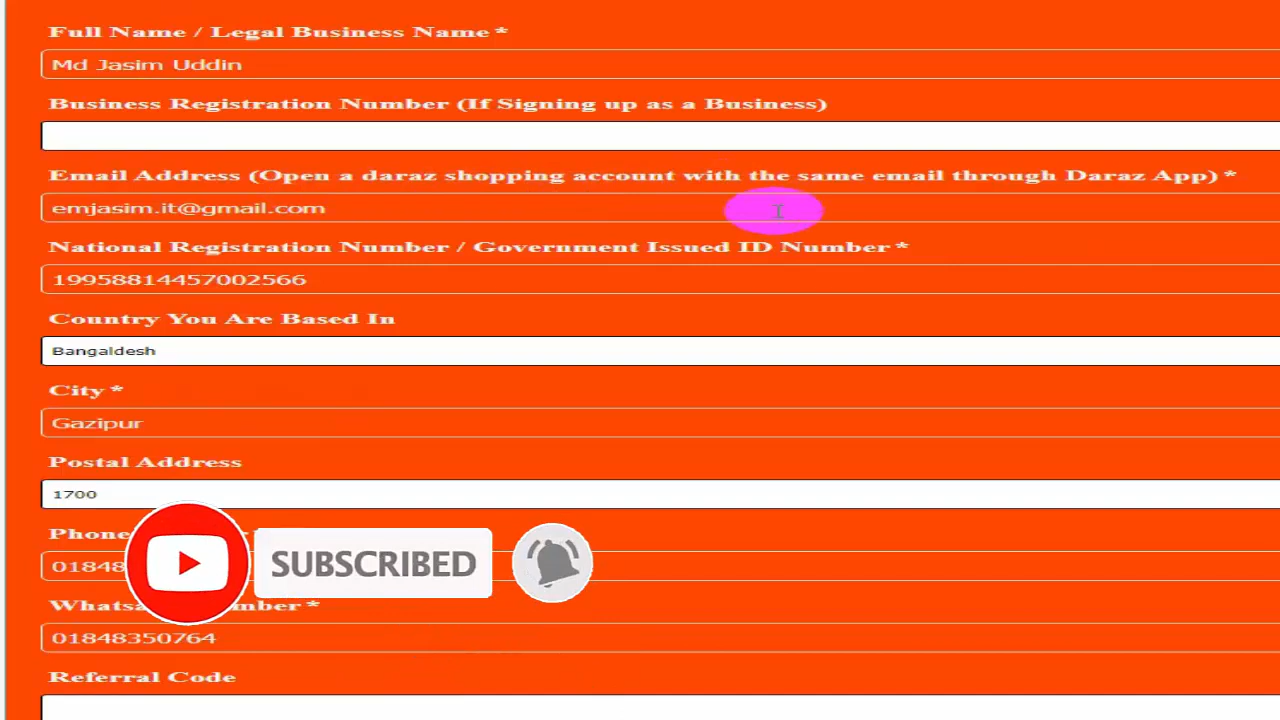 Full Name / Legal Business Name *
Md Jasim Uddin
Business Registration Number (If Signing up as a Business)
Email Address (Open a daraz shopping account with the same email through Daraz App) *
emjasim.it@gmail.com
National Registration Number / Government Issued ID Number *
19958814457002566
Country You Are Based In
Bangaldesh
City *
Gazipur
Postal Address
1700
Phone
01848
SUBSCRIBED
01848350764
Referral Code